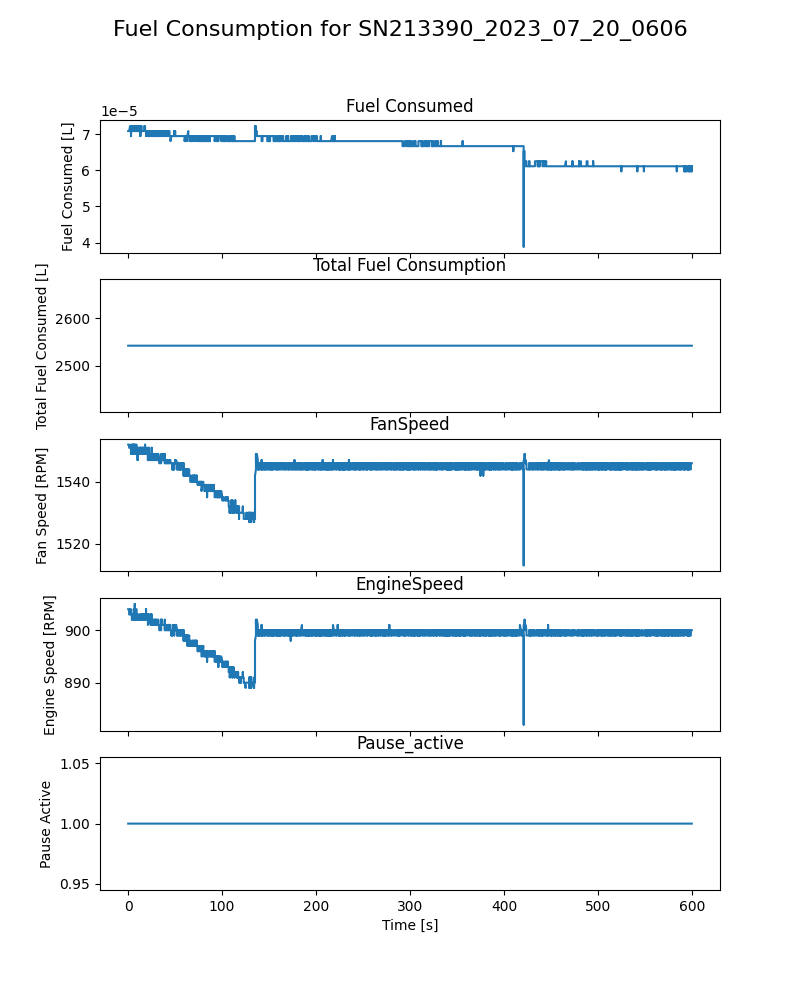 Fuel Consumption for SN213390_2023_07_20_0606
Fuel Consumed
1e−5
Fuel Consumed [L]
7
6
5
4
Total Fuel Consumption
Total Fuel Consumed [L]
2600
2500
FanSpeed
Fan Speed [RPM]
1540
1520
EngineSpeed
Engine Speed [RPM]
900
890
Pause_active
Pause Active
1.05
1.00
0.95
0 100 200 300 400 500 600
Time [s]